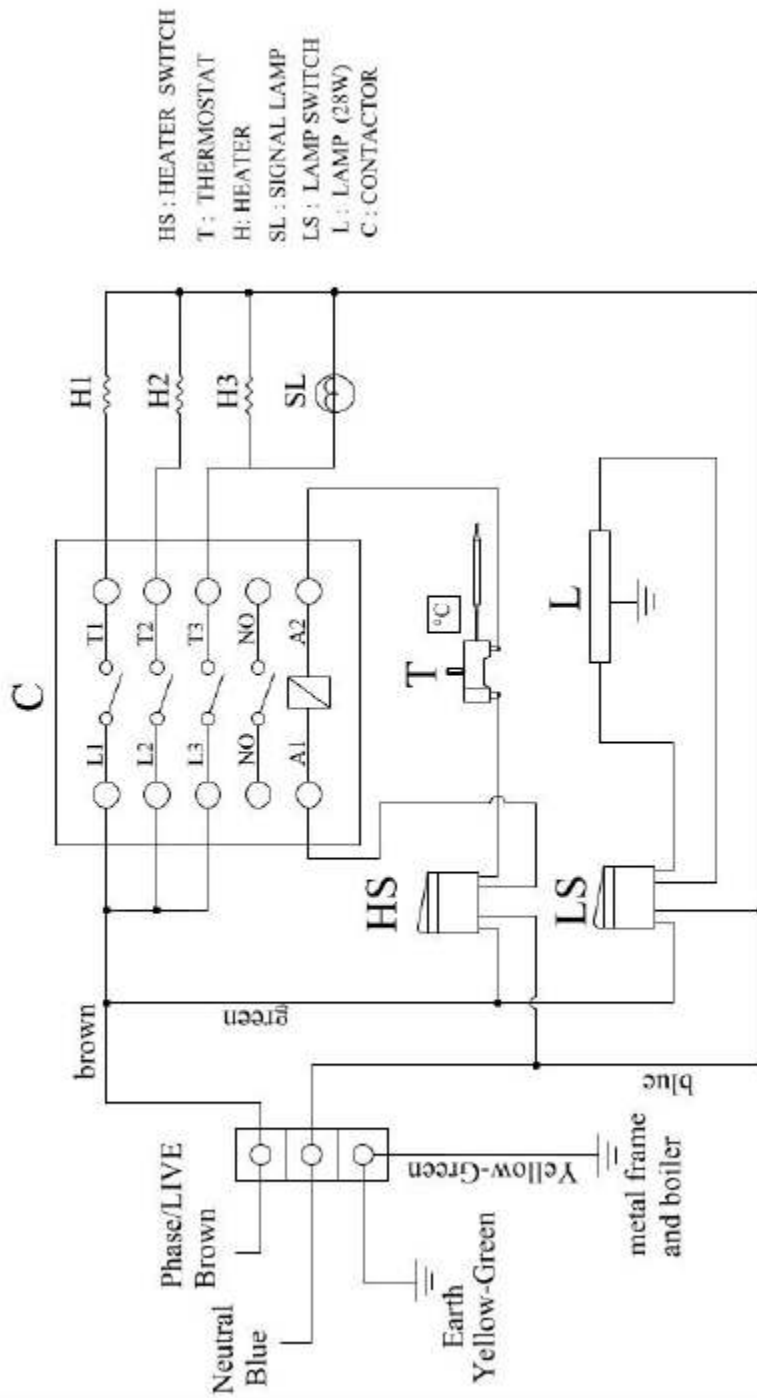 HS : HEATER SWITCH
T : THERMOSTAT
H: HEATER
SL : SIGNAL LAMP
LS : LAMP SWITCH
L : LAMP (28W)
C : CONTACTOR
C
L1
T1
L2
T2
L3
T3
NO
NO
A1
A2
H1
H2
H3
SL
T
°C
L
HS
LS
brown
green
blue
Phase/LIVE
Brown
Neutral
Blue
Earth
Yellow-Green
Yellow-Green
metal frame
and boiler